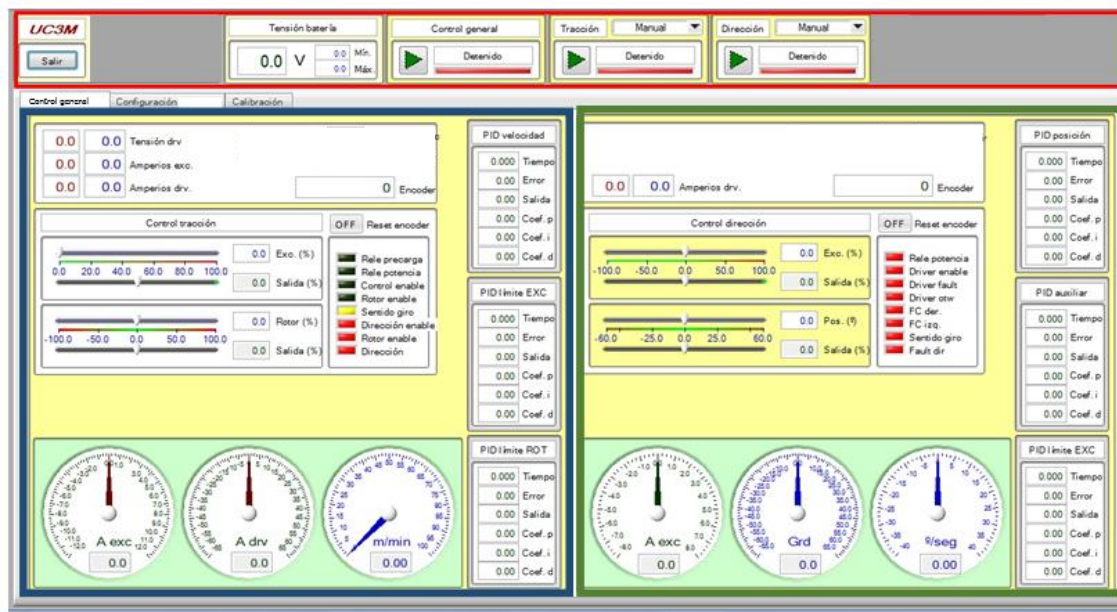 UC3M
Salir
Tensión batería
0.0 V
0.0 Mín.
0.0 Máx.
Control general
Detenido
Tracción Manual
Detenido
Dirección Manual
Detenido
Control general Configuración Calibración
0.0 0.0 Tensión drv
0.0 0.0 Amperios exc.
0.0 0.0 Amperios drv.
0 Encoder
Control tracción
OFF Reset encoder
0.0 Exc. (%)
0.0 20.0 40.0 60.0 80.0 100.0
0.0 Salida (%)
0.0 Rotor (%)
-100.0 -50.0 0.0 50.0 100.0
0.0 Salida (%)
Rele precarga
Rele potencia
Control enable
Rotor enable
Sentido giro
Dirección enable
Rotor enable
Dirección
A exc
0.0
A drv
0.0
m/min
0.00
PID velocidad
0.000 Tiempo
0.00 Error
0.00 Salida
0.00 Coef. p
0.00 Coef. i
0.00 Coef. d
PID límite EXC
0.000 Tiempo
0.00 Error
0.00 Salida
0.00 Coef. p
0.00 Coef. i
0.00 Coef. d
PID límite ROT
0.000 Tiempo
0.00 Error
0.00 Salida
0.00 Coef. p
0.00 Coef. i
0.00 Coef. d
0.0 0.0 Amperios drv.
0 Encoder
Control dirección
OFF Reset encoder
0.0 Exc. (%)
-100.0 -50.0 0.0 50.0 100.0
0.0 Salida (%)
0.0 Pos. (º)
-60.0 -25.0 0.0 25.0 60.0
0.0 Salida (%)
Rele potencia
Driver enable
Driver fault
Driver otw
FC der.
FC izq.
Sentido giro
Fault dir
A exc
0.0
Grd
0.0
º/seg
0.00
PID posición
0.000 Tiempo
0.00 Error
0.00 Salida
0.00 Coef. p
0.00 Coef. i
0.00 Coef. d
PID auxiliar
0.000 Tiempo
0.00 Error
0.00 Salida
0.00 Coef. p
0.00 Coef. i
0.00 Coef. d
PID límite EXC
0.000 Tiempo
0.00 Error
0.00 Salida
0.00 Coef. p
0.00 Coef. i
0.00 Coef. d